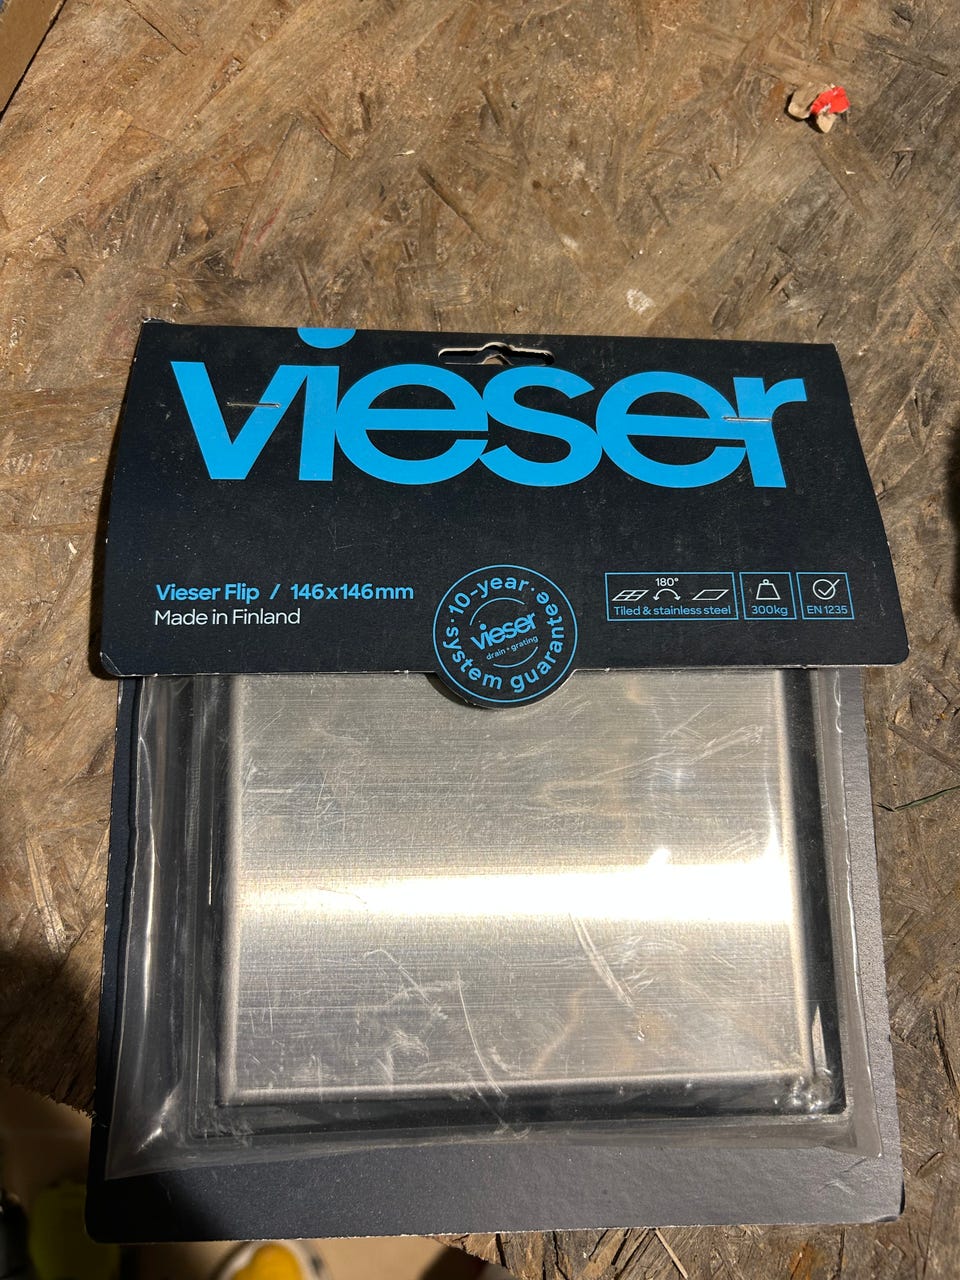 vieser
Vieser Flip / 146x146mm
Made in Finland
·10-year·
vieser
drain + grating
system guarantee
180°
Tiled & stainless steel
300kg
EN 1235